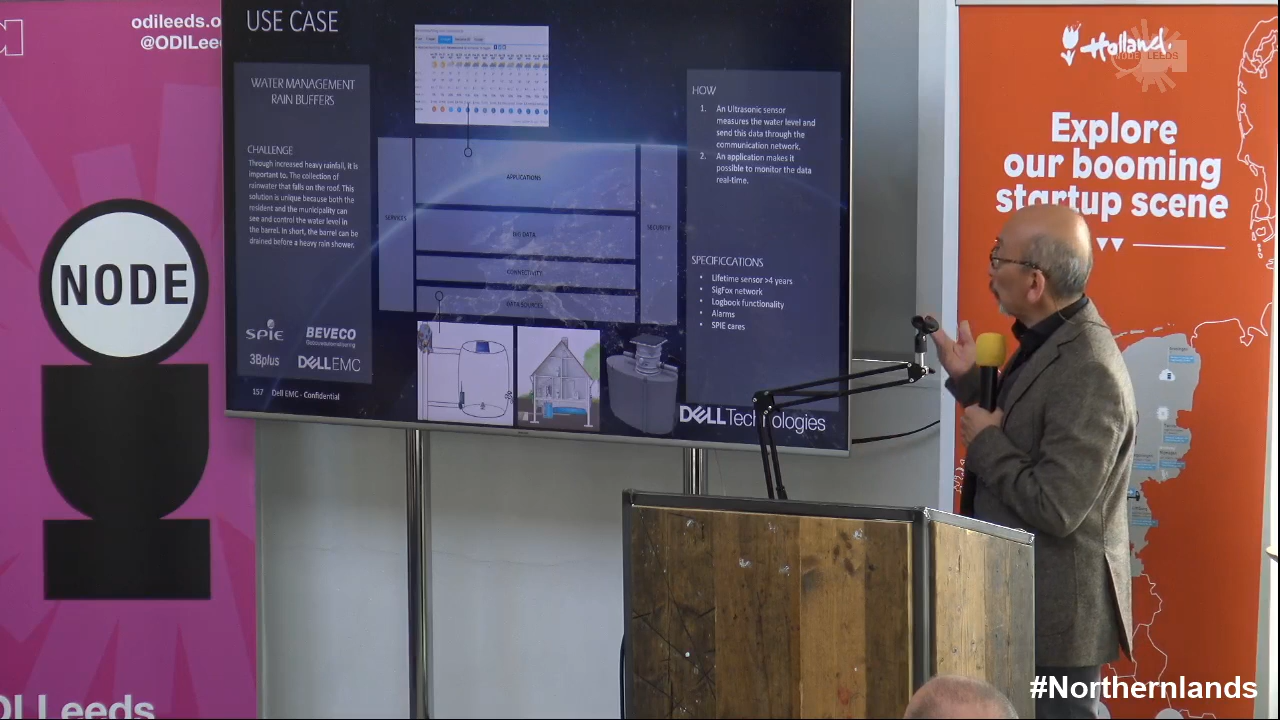 odileeds.o
@ODILee
NODE
ODI Leeds
USE CASE
WATER MANAGEMENT
RAIN BUFFERS
CHALLENGE
Through increased heavy rainfall, it is
important to. The collection of
rainwater that falls on the roof. This
solution is unique because both the
resident and the municipality can
see and control the water level in
the barrel. In short, the barrel can be
drained before a heavy rain shower.
SPIE
BEVECO
3Bplus
DELLEMC
157 Dell EMC - Confidential
SERVICES
APPLICATIONS
DATA
CONNECTIVITY
DATA SOURCES
SECURITY
HOW
1. An Ultrasonic sensor
measures the water level and
send this data through the
communication network.
2. An application makes it
possible to monitor the data
real-time.
SPECIFICCATIONS
• Lifetime sensor >4 years
• SigFox network
• Logbook functionality
• Alarms
• SPIE cares
DELLTechnologies
Holland.
NODE LEEDS
Explore
our booming
startup scene
#Northernlands